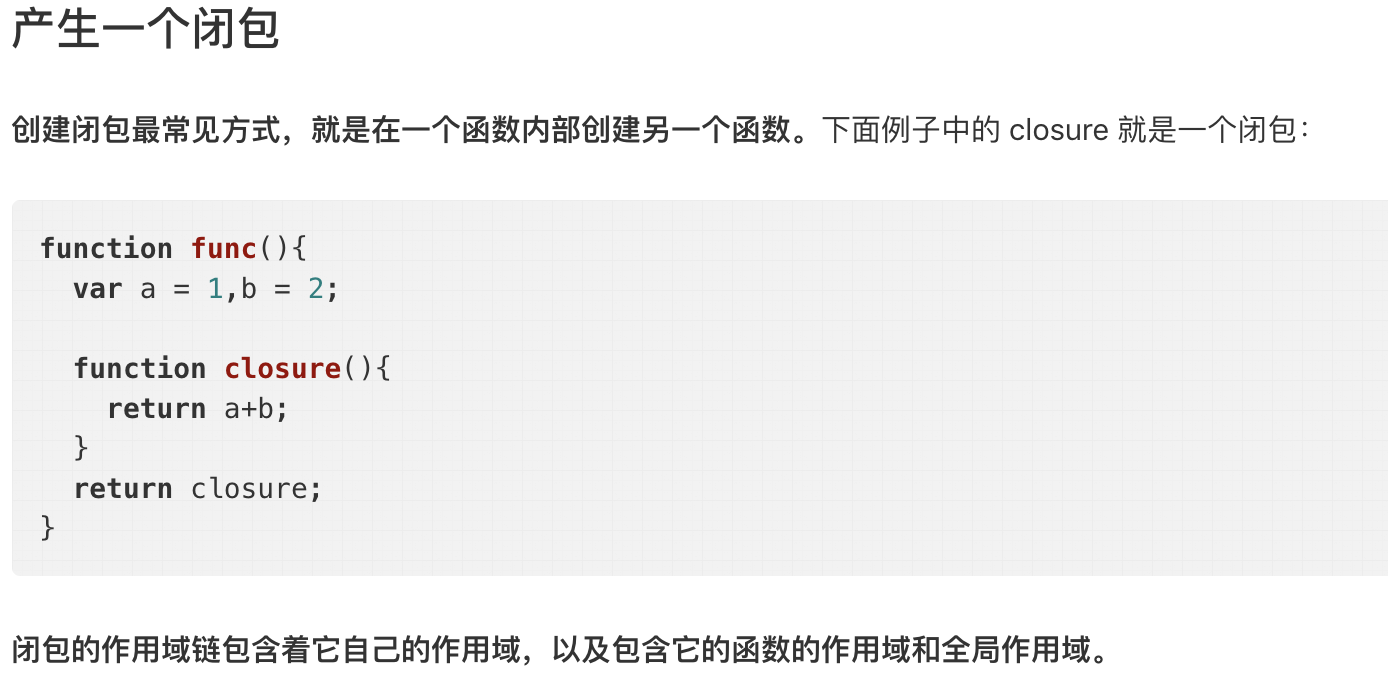 产生一个闭包
创建闭包最常见方式，就是在一个函数内部创建另一个函数。下面例子中的 closure 就是一个闭包：
function func(){
  var a = 1,b = 2;
  function closure(){
    return a+b;
  }
  return closure;
}
闭包的作用域链包含着它自己的作用域，以及包含它的函数的作用域和全局作用域。